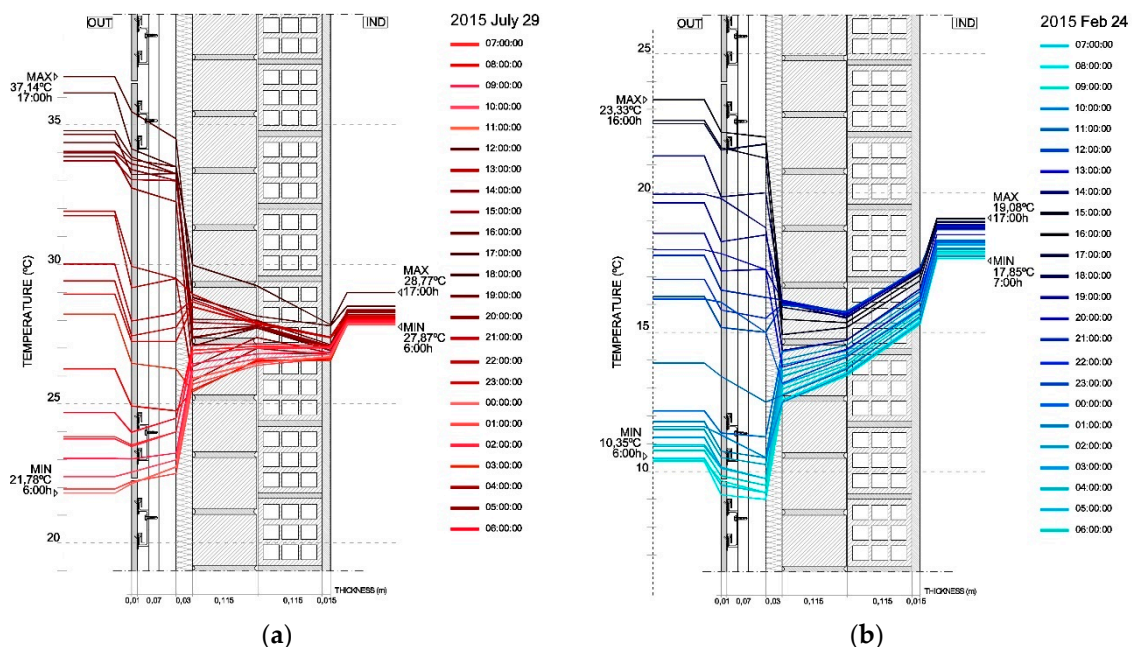 OUT
IND
2015 July 29
MAX
37,14ºC
17:00h
35
30
25
20
TEMPERATURE (ºC)
MIN
21,78ºC
6:00h
MAX
28,77ºC
17:00h
MIN
27,87ºC
6:00h
THICKNESS (m)
0,01 0,07 0,03 0,115 0,115 0,015
07:00:00
08:00:00
09:00:00
10:00:00
11:00:00
12:00:00
13:00:00
14:00:00
15:00:00
16:00:00
17:00:00
18:00:00
19:00:00
20:00:00
21:00:00
22:00:00
23:00:00
00:00:00
01:00:00
02:00:00
03:00:00
04:00:00
05:00:00
06:00:00
(a)
OUT
IND
2015 Feb 24
25
20
15
10
TEMPERATURE (ºC)
MAX
23,33ºC
16:00h
MIN
10,35ºC
6:00h
MAX
19,08ºC
17:00h
MIN
17,85ºC
7:00h
THICKNESS (m)
0,01 0,07 0,03 0,115 0,115 0,015
07:00:00
08:00:00
09:00:00
10:00:00
11:00:00
12:00:00
13:00:00
14:00:00
15:00:00
16:00:00
17:00:00
18:00:00
19:00:00
20:00:00
21:00:00
22:00:00
23:00:00
00:00:00
01:00:00
02:00:00
03:00:00
04:00:00
05:00:00
06:00:00
(b)